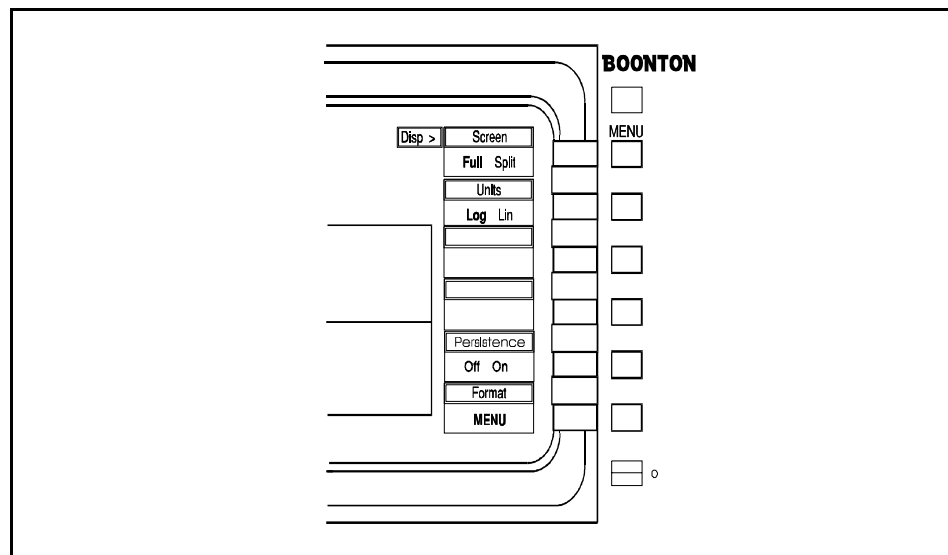 BOONTON
MENU
Disp > Screen
Full Split
Units
Log Lin
Persistence
Off On
Format
MENU